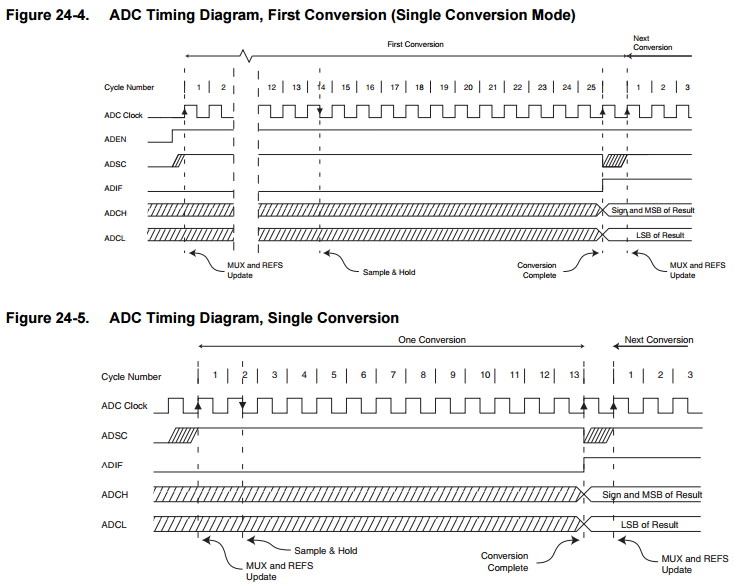 Figure 24-4. ADC Timing Diagram, First Conversion (Single Conversion Mode)
First Conversion
Next
Conversion
Cycle Number 1 2 12 13 14 15 16 17 18 19 20 21 22 23 24 25 1 2 3
ADC Clock
ADEN
ADSC
ADIF
ADCH Sign and MSB of Result
ADCL LSB of Result
MUX and REFS
Update
Sample & Hold
Conversion
Complete
MUX and REFS
Update
Figure 24-5. ADC Timing Diagram, Single Conversion
One Conversion Next Conversion
Cycle Number 1 2 3 4 5 6 7 8 9 10 11 12 13 1 2 3
ADC Clock
ADSC
ADIF
ADCH Sign and MSB of Result
ADCL LSB of Result
Sample & Hold
MUX and REFS
Update
Conversion
Complete
MUX and REFS
Update